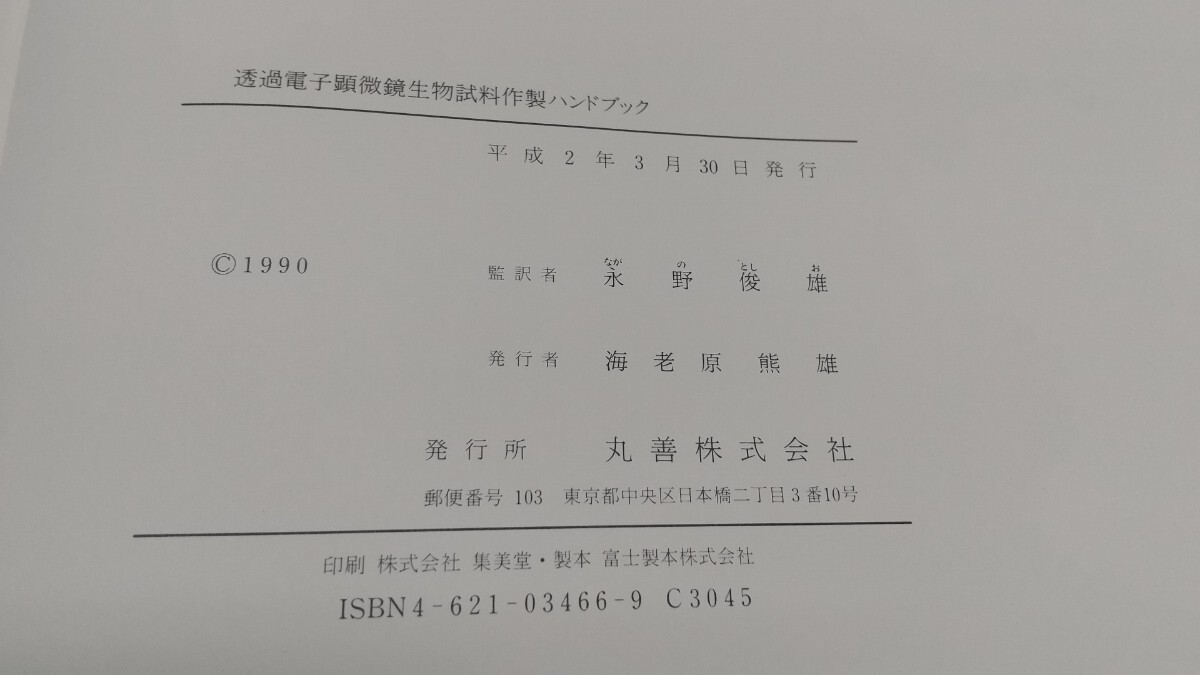 透過電子顕微鏡生物試料作製ハンドブック
平成2年3月30日発行
©1990
監訳者 永野俊雄
なが の とし お
発行者 海老原熊雄
発行所 丸善株式会社
郵便番号 103 東京都中央区日本橋二丁目3番10号
印刷 株式会社 集美堂・製本 富士製本株式会社
ISBN4-621-03466-9 C3045